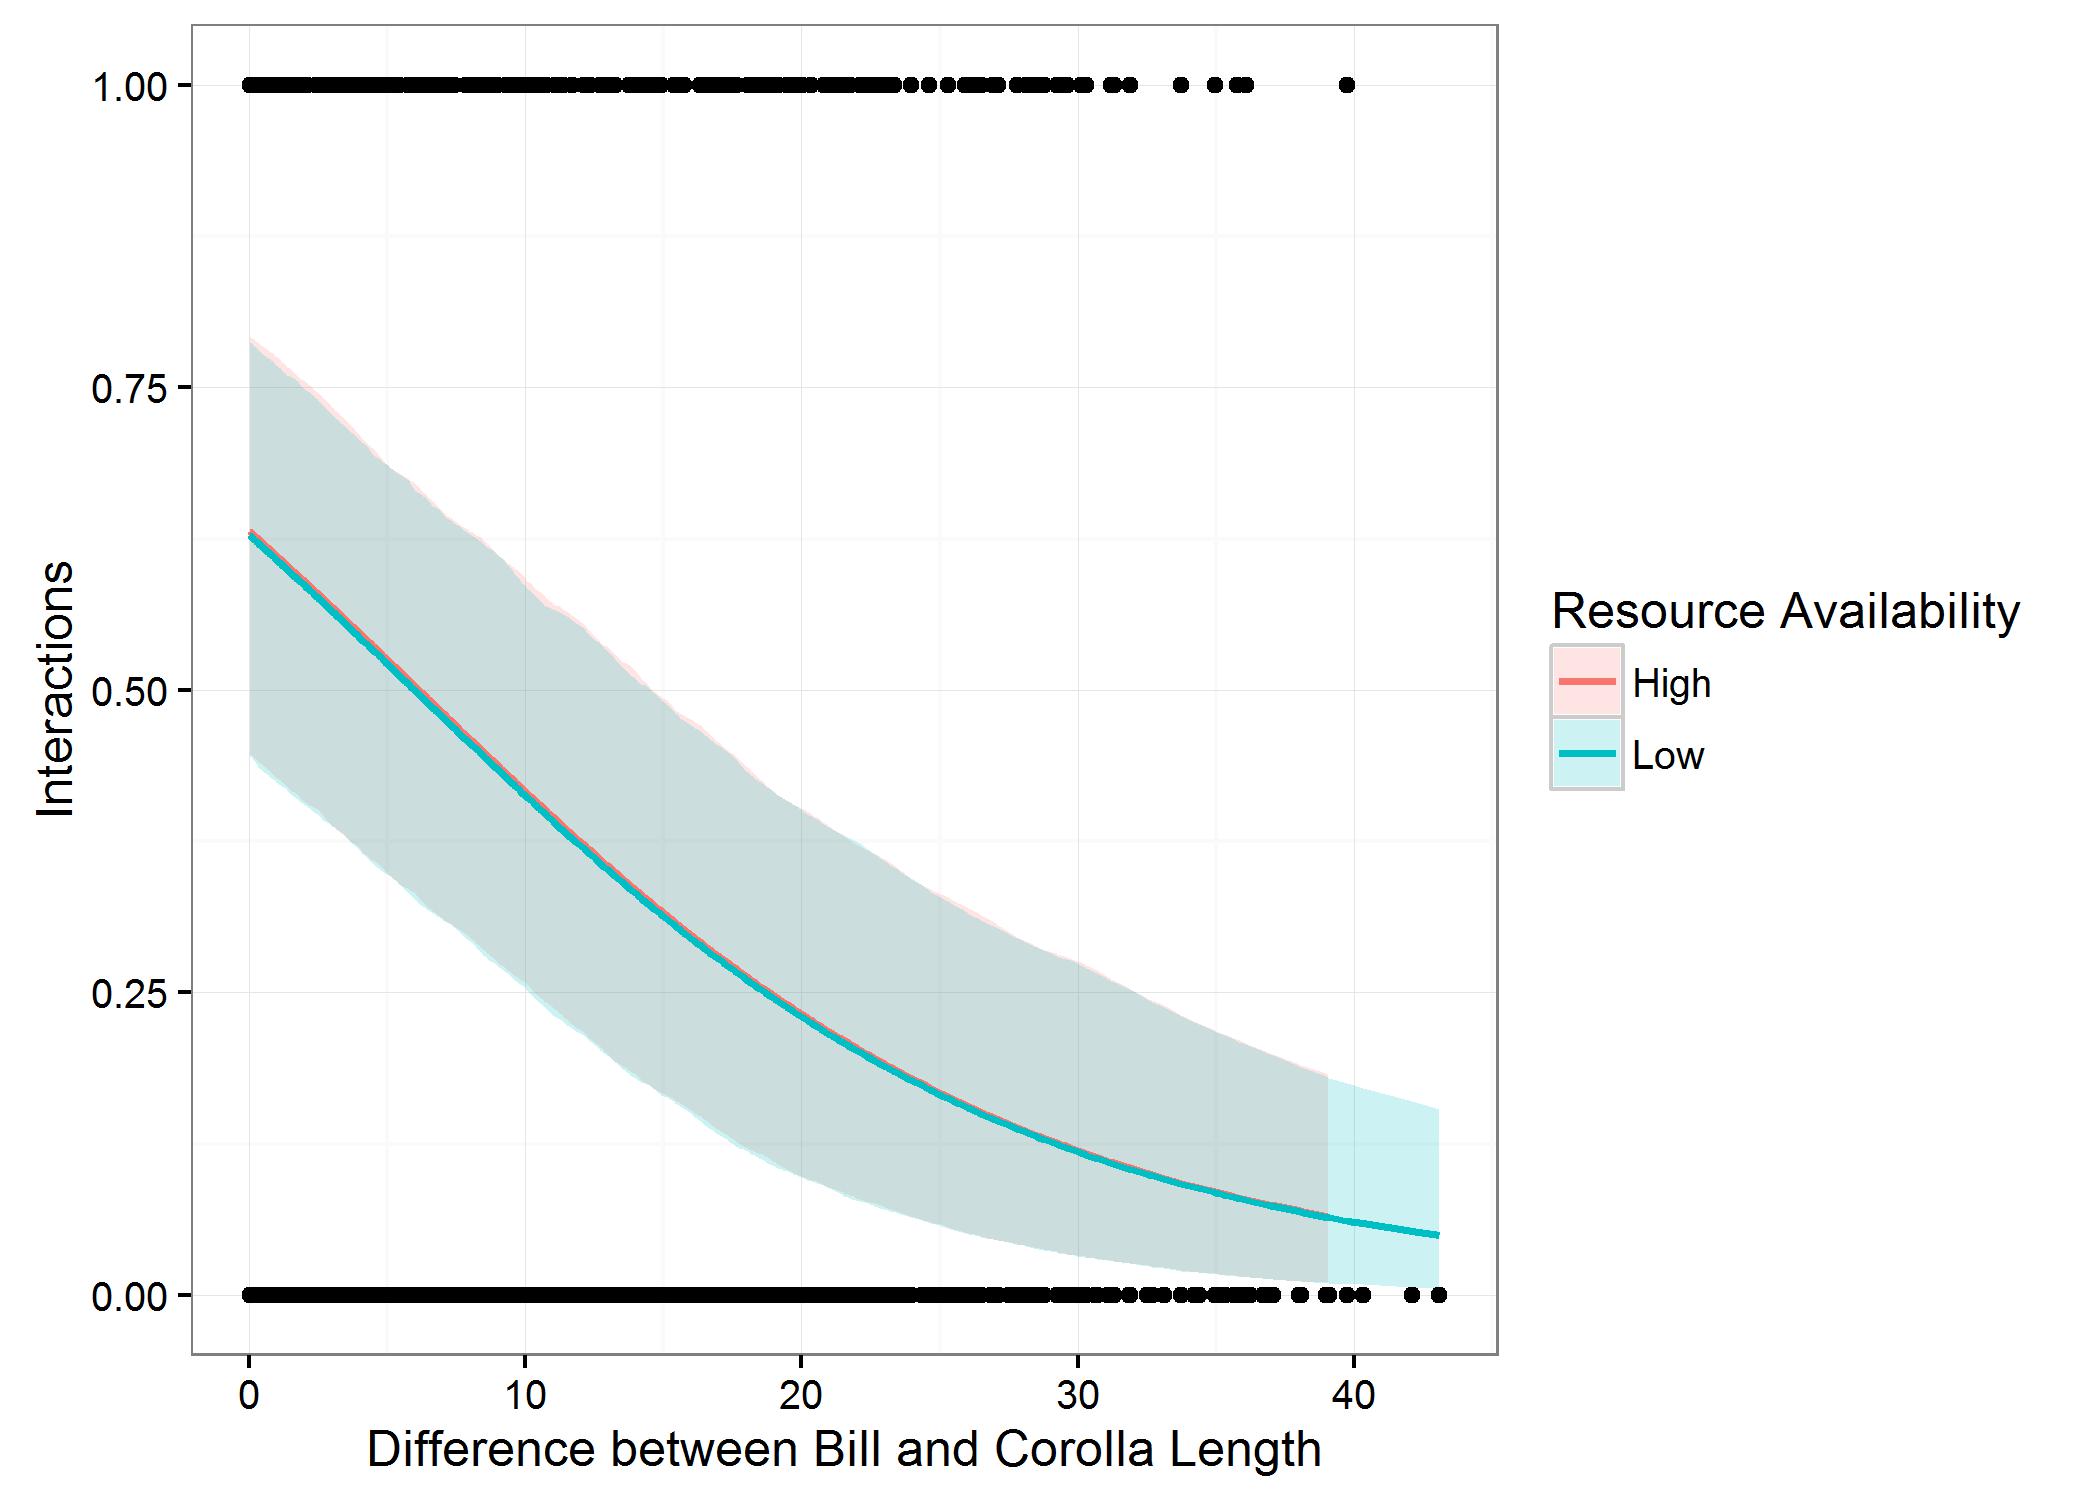 Interactions
1.00
0.75
0.50
0.25
0.00
0 10 20 30 40
Difference between Bill and Corolla Length
Resource Availability
High
Low